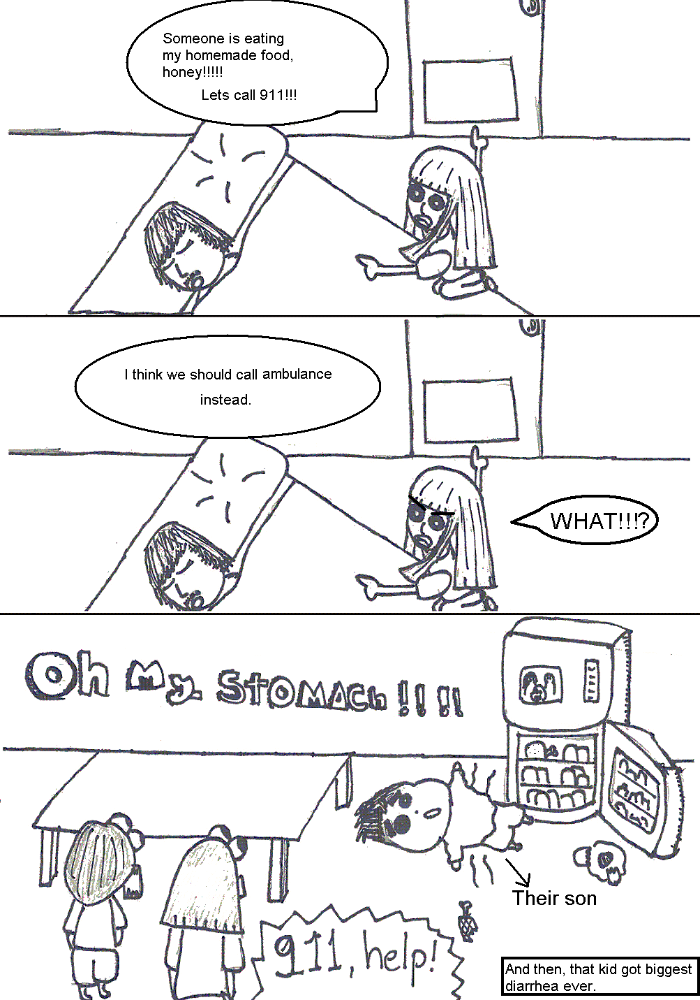 Someone is eating
my homemade food,
honey!!!!!
Lets call 911!!!
I think we should call ambulance
instead.
WHAT!!!?
Oh my STOMACh!!!!
Their son
911, help!
And then, that kid got biggest
diarrhea ever.